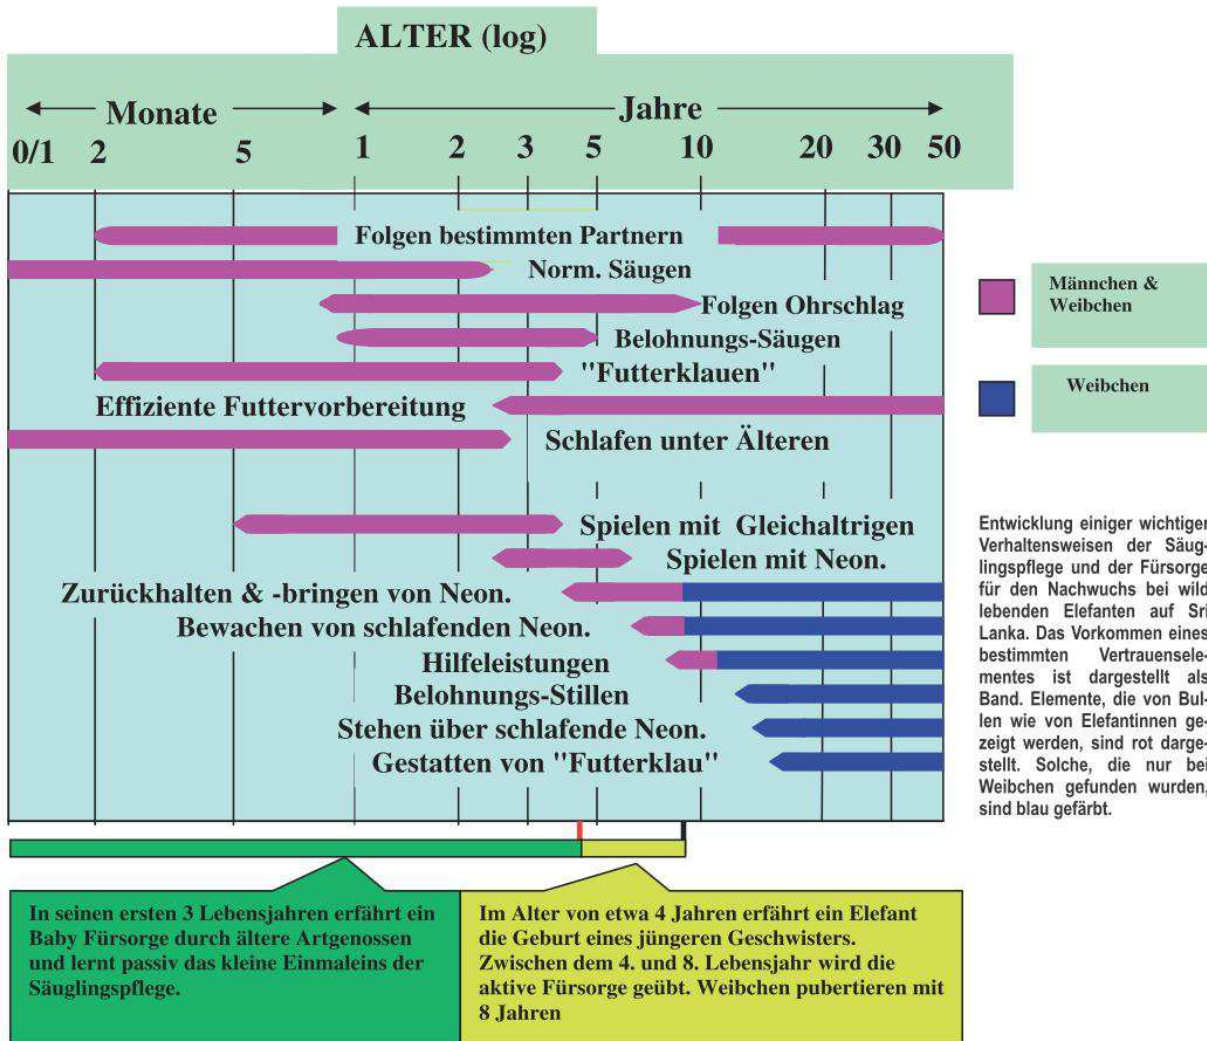 ALTER (log)
Monate
Jahre
0/1 2 5 1 2 3 5 10 20 30 50
Folgen bestimmten Partnern
Norm. Säugen
Folgen Ohrschlag
Belohnungs-Säugen
"Futterklauen"
Effiziente Futtervorbereitung
Schlafen unter Älteren
Spielen mit Gleichaltrigen
Spielen mit Neon.
Zurückhalten & -bringen von Neon.
Bewachen von schlafenden Neon.
Hilfeleistungen
Belohnungs-Stillen
Stehen über schlafende Neon.
Gestatten von "Futterklau"
Männchen &
Weibchen
Weibchen
Entwicklung einiger wichtiger
Verhaltensweisen der Säug-
lingspflege und der Fürsorge
für den Nachwuchs bei wild
lebenden Elefanten auf Sri
Lanka. Das Vorkommen eines
bestimmten Vertrauensele-
mentes ist dargestellt als
Band. Elemente, die von Bul-
len wie von Elefantinnen ge-
zeigt werden, sind rot darge-
stellt. Solche, die nur bei
Weibchen gefunden wurden,
sind blau gefärbt.
In seinen ersten 3 Lebensjahren erfährt ein
Baby Fürsorge durch ältere Artgenossen
und lernt passiv das kleine Einmaleins der
Säuglingspflege.
Im Alter von etwa 4 Jahren erfährt ein Elefant
die Geburt eines jüngeren Geschwisters.
Zwischen dem 4. und 8. Lebensjahr wird die
aktive Fürsorge geübt. Weibchen pubertieren mit
8 Jahren